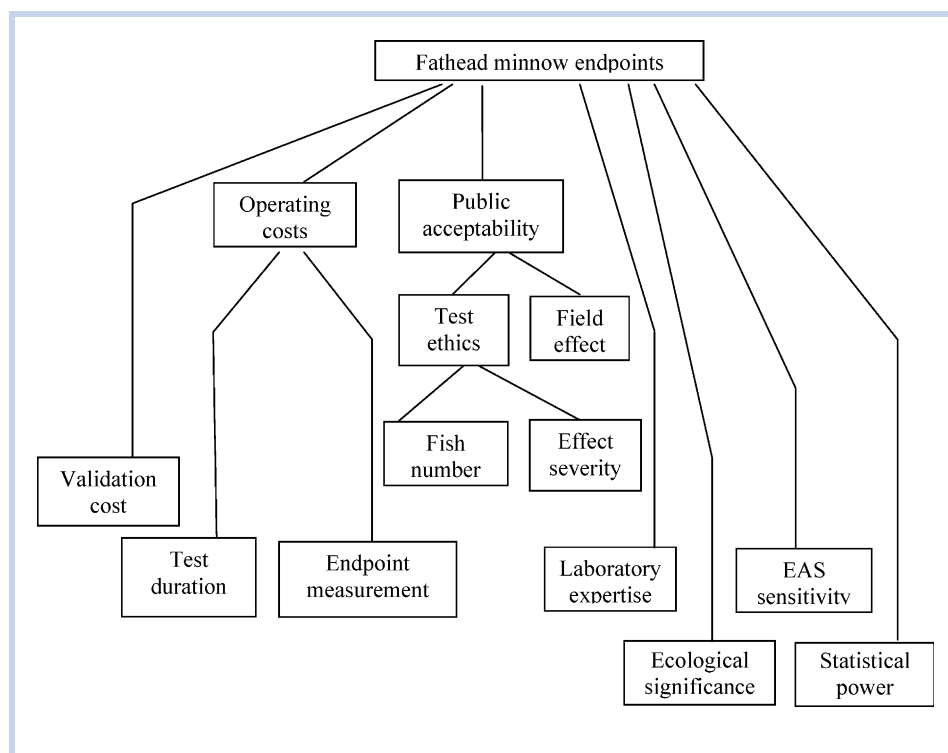 Fathead minnow endpoints
Operating
costs
Public
acceptability
Test
ethics
Field
effect
Fish
number
Effect
severity
Validation
cost
Test
duration
Endpoint
measurement
Laboratory
expertise
EAS
sensitivity
Ecological
significance
Statistical
power